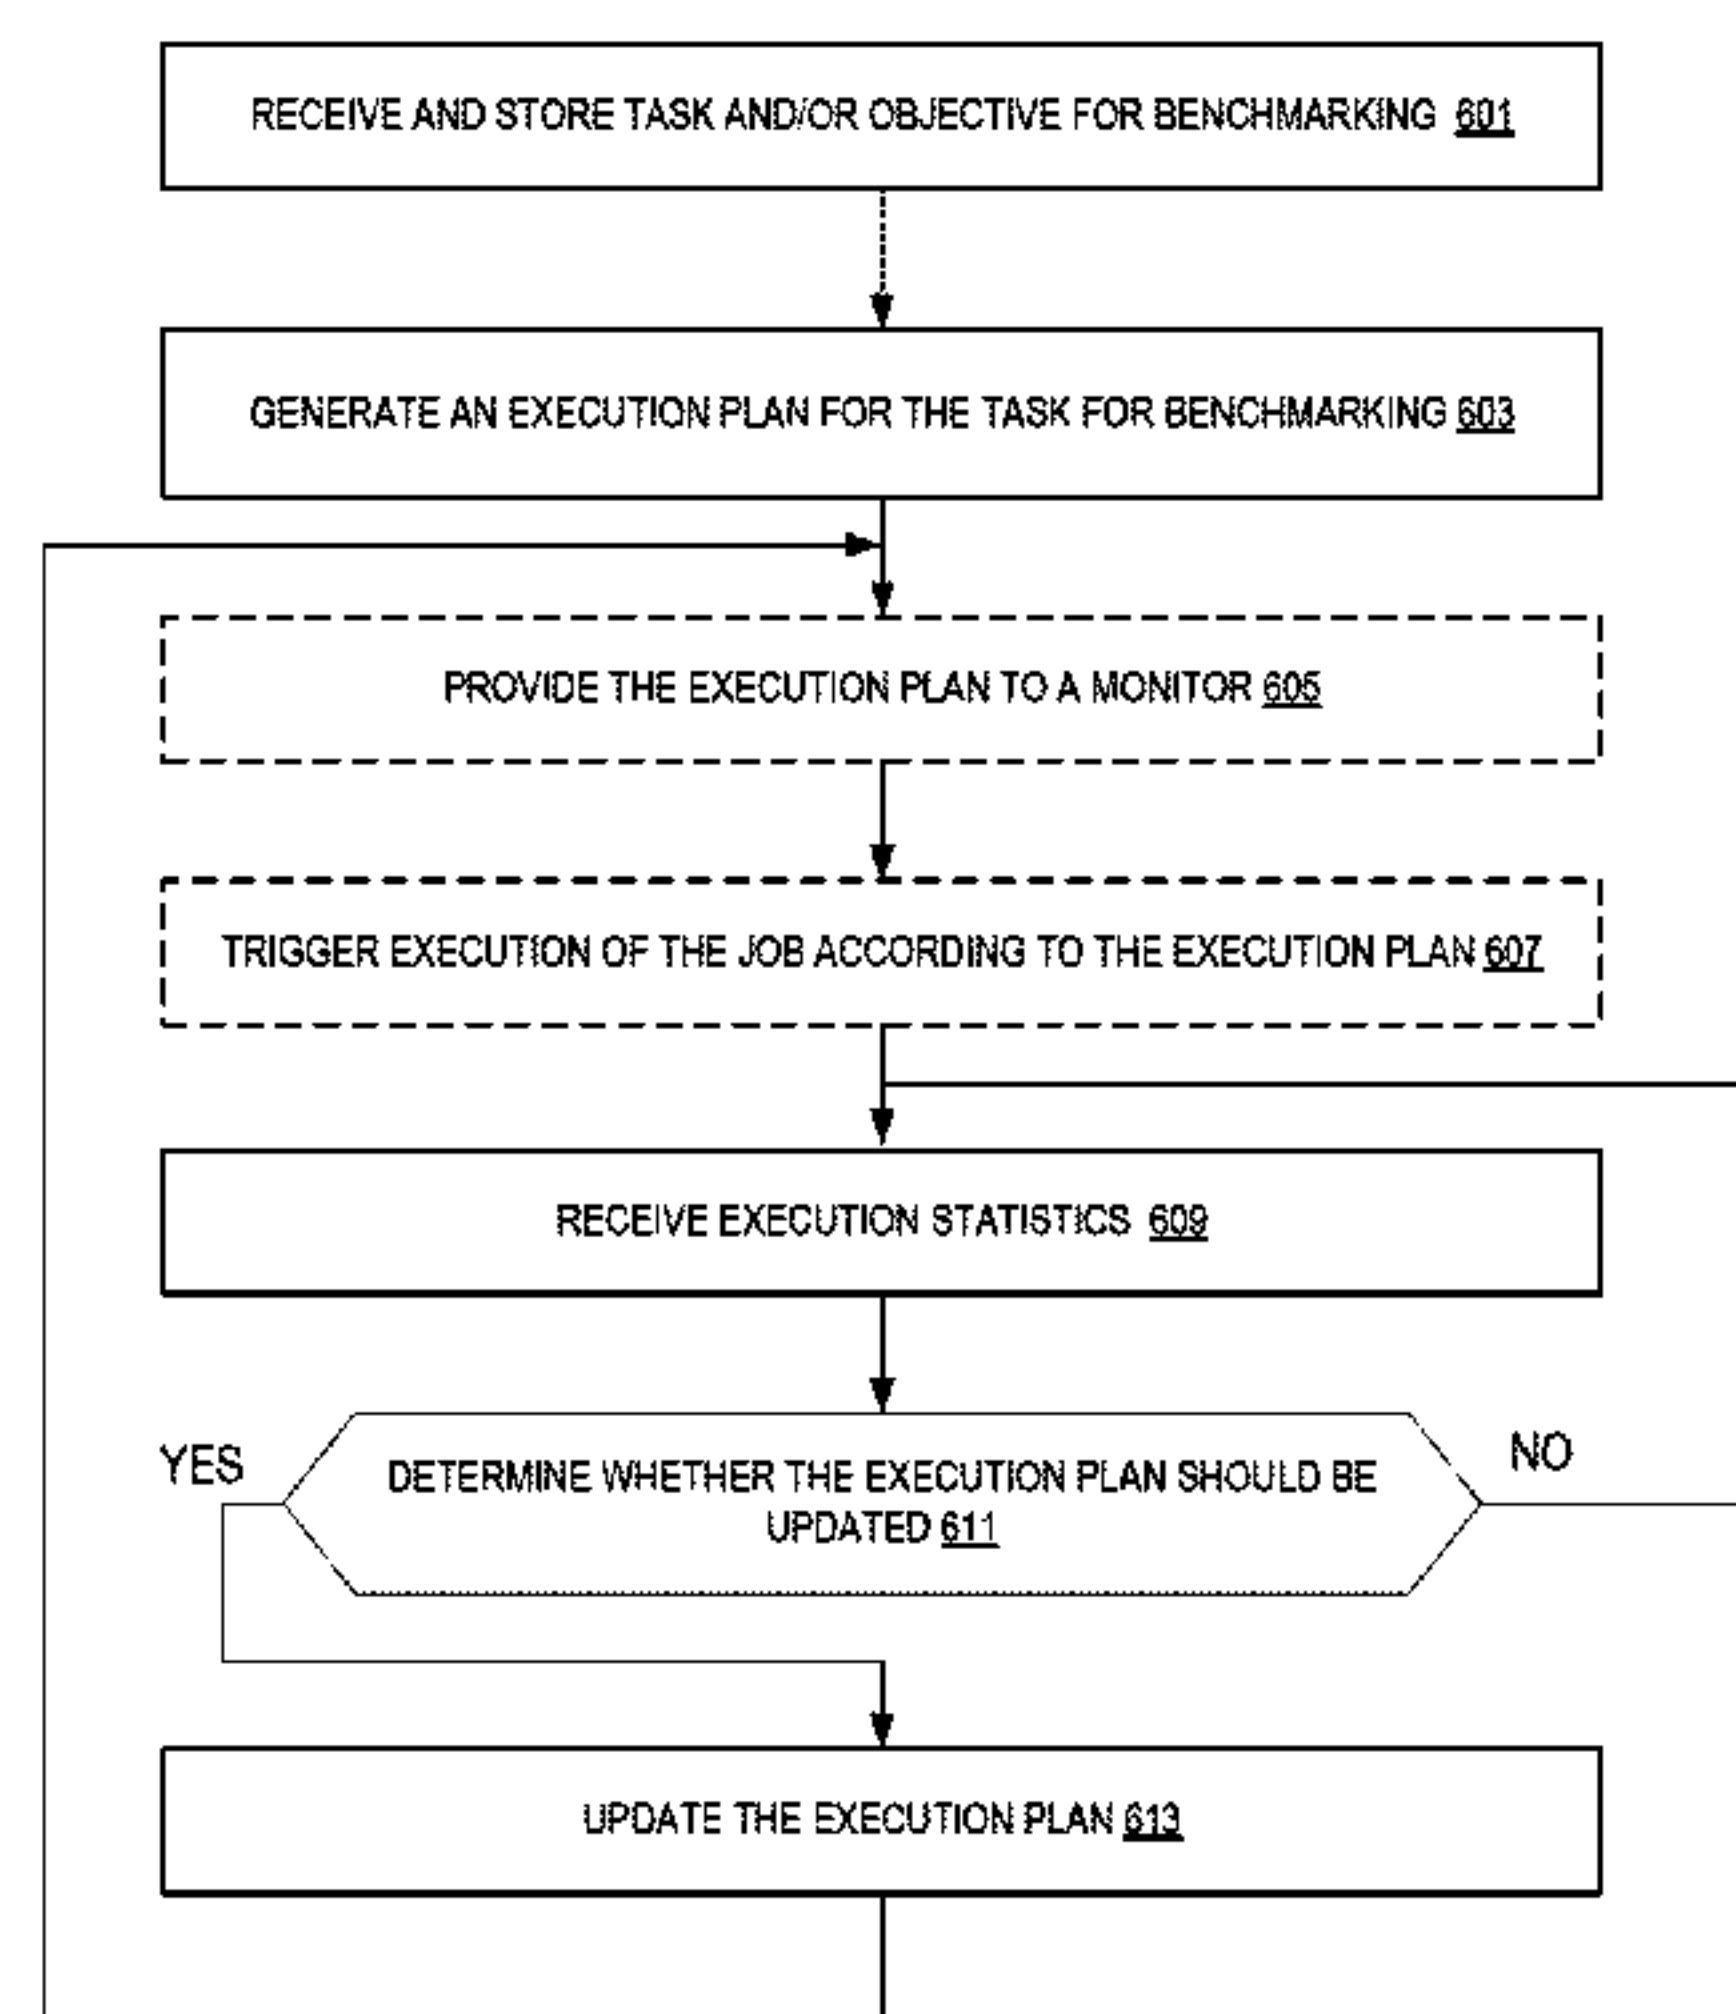 RECEIVE AND STORE TASK AND/OR OBJECTIVE FOR BENCHMARKING 601
GENERATE AN EXECUTION PLAN FOR THE TASK FOR BENCHMARKING 603
PROVIDE THE EXECUTION PLAN TO A MONITOR 605
TRIGGER EXECUTION OF THE JOB ACCORDING TO THE EXECUTION PLAN 607
RECEIVE EXECUTION STATISTICS 609
YES
NO
DETERMINE WHETHER THE EXECUTION PLAN SHOULD BE
UPDATED 611
UPDATE THE EXECUTION PLAN 613